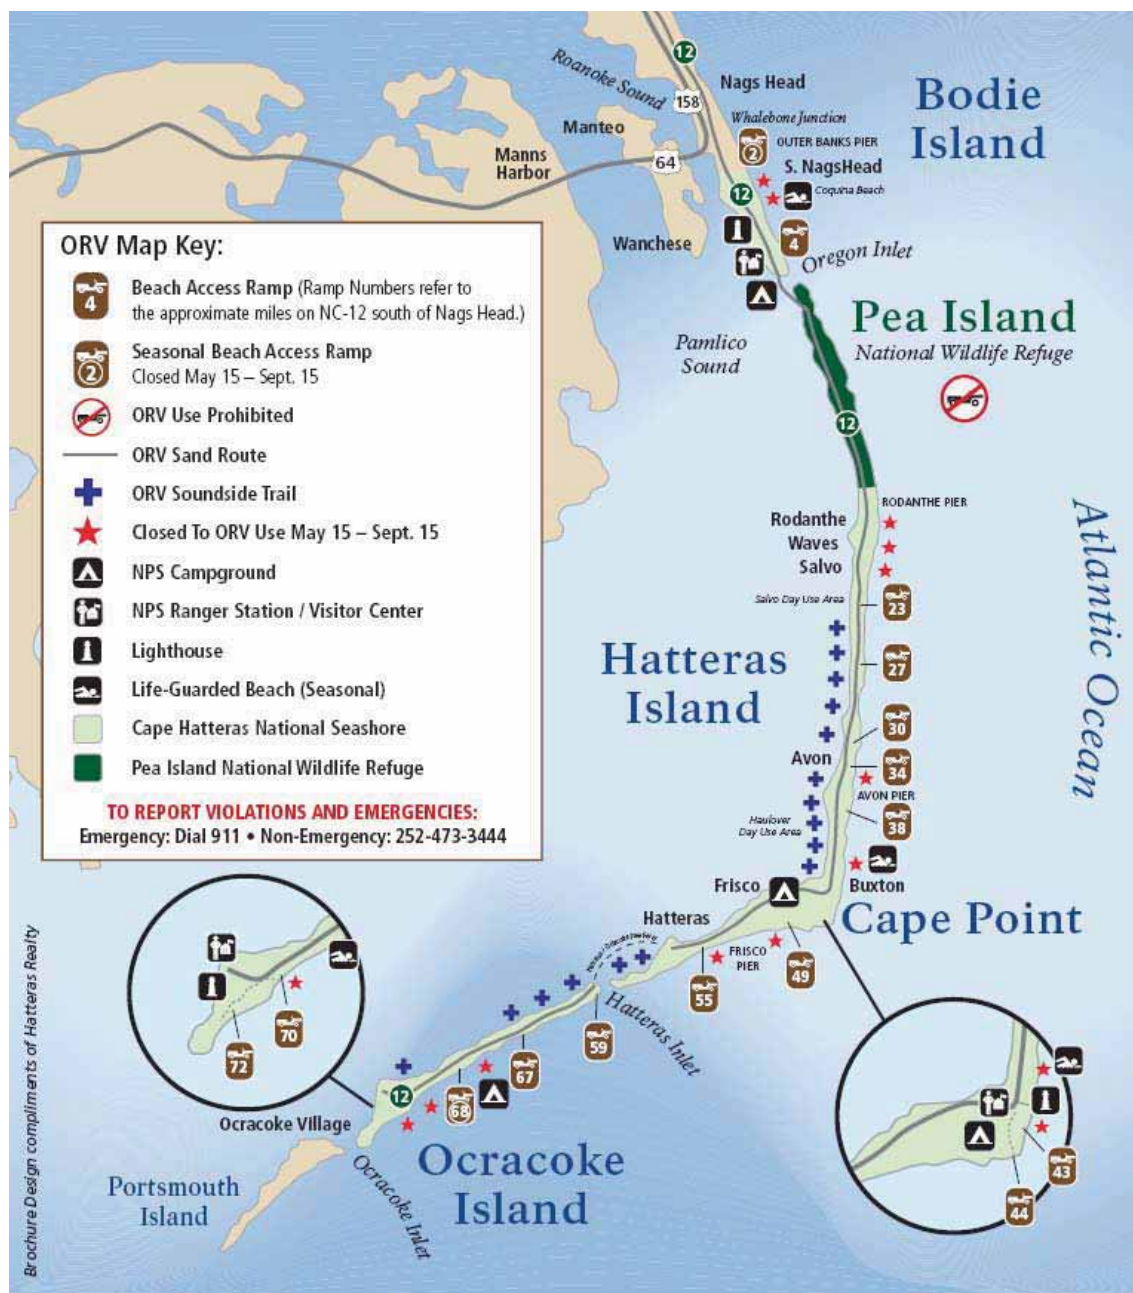 12
Roanoke Sound
Nags Head
158
Whalebone Junction
Bodie
Island
Manteo
2
OUTER BANKS PIER
Manns
Harbor
64
S. NagsHead
12
Coquina Beach
Wanchese
4
Oregon Inlet
ORV Map Key:
4
Beach Access Ramp (Ramp Numbers refer to
the approximate miles on NC-12 south of Nags Head.)
2
Seasonal Beach Access Ramp
Closed May 15 – Sept. 15
ORV Use Prohibited
ORV Sand Route
ORV Soundside Trail
Closed To ORV Use May 15 – Sept. 15
NPS Campground
NPS Ranger Station / Visitor Center
Lighthouse
Life-Guarded Beach (Seasonal)
Cape Hatteras National Seashore
Pea Island National Wildlife Refuge
TO REPORT VIOLATIONS AND EMERGENCIES:
Emergency: Dial 911 • Non-Emergency: 252-473-3444
Pea Island
National Wildlife Refuge
Pamlico
Sound
12
RODANTHE PIER
Rodanthe
Waves
Salvo
Atlantic Ocean
Salvo Day Use Area
23
Hatteras
Island
27
30
Avon
34
AVON PIER
Haulover
Day Use Area
38
Frisco
Buxton
Cape Point
Hatteras
FRISCO
PIER
49
55
Hatteras Inlet
59
67
68
12
70
72
Ocracoke Village
Ocracoke
Island
Ocracoke Inlet
Portsmouth
Island
43
44
Brochure Design compliments of Hatteras Realty